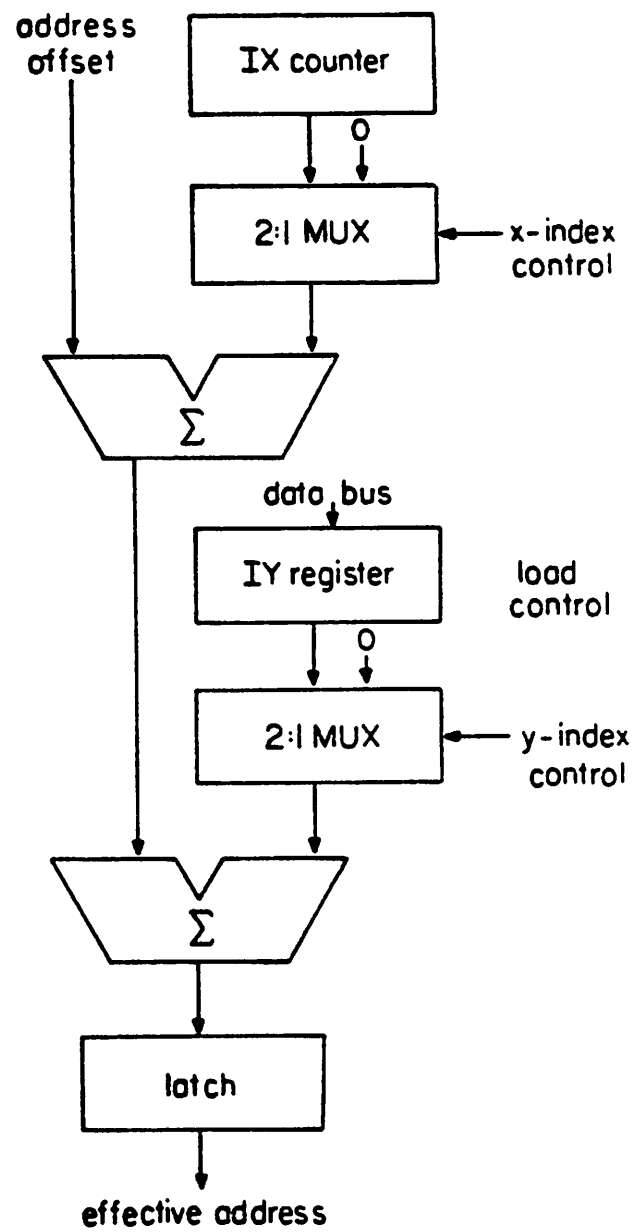 address
offset
IX counter
0
2:1 MUX
x-index
control
Σ
data bus
IY register
load
control
0
2:1 MUX
y-index
control
Σ
latch
effective address